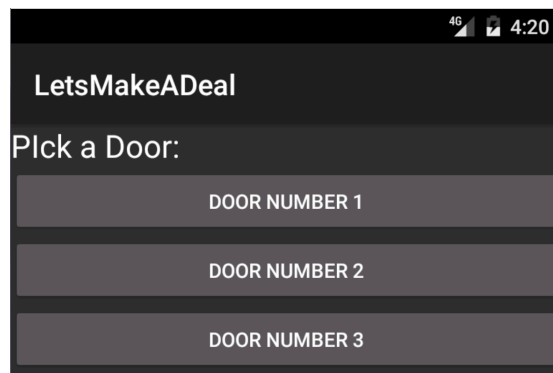 4G 4:20
LetsMakeADeal
PIck a Door:
DOOR NUMBER 1
DOOR NUMBER 2
DOOR NUMBER 3